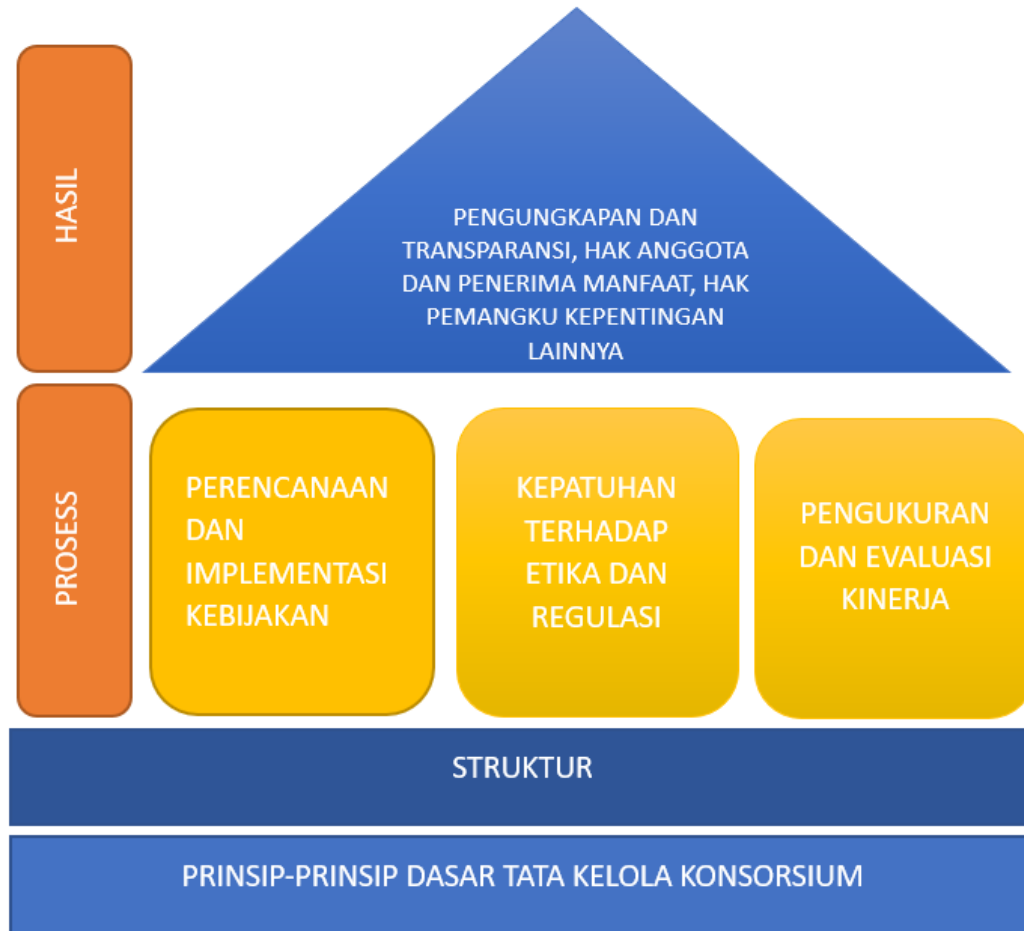 HASIL
PENGUNGKAPAN DAN
TRANSPARANSI, HAK ANGGOTA
DAN PENERIMA MANFAAT, HAK
PEMANGKU KEPENTINGAN
LAINNYA
PROSESS
PERENCANAAN
DAN
IMPLEMENTASI
KEBIJAKAN
KEPATUHAN
TERHADAP
ETIKA DAN
REGULASI
PENGUKURAN
DAN EVALUASI
KINERJA
STRUKTUR
PRINSIP-PRINSIP DASAR TATA KELOLA KONSORSIUM